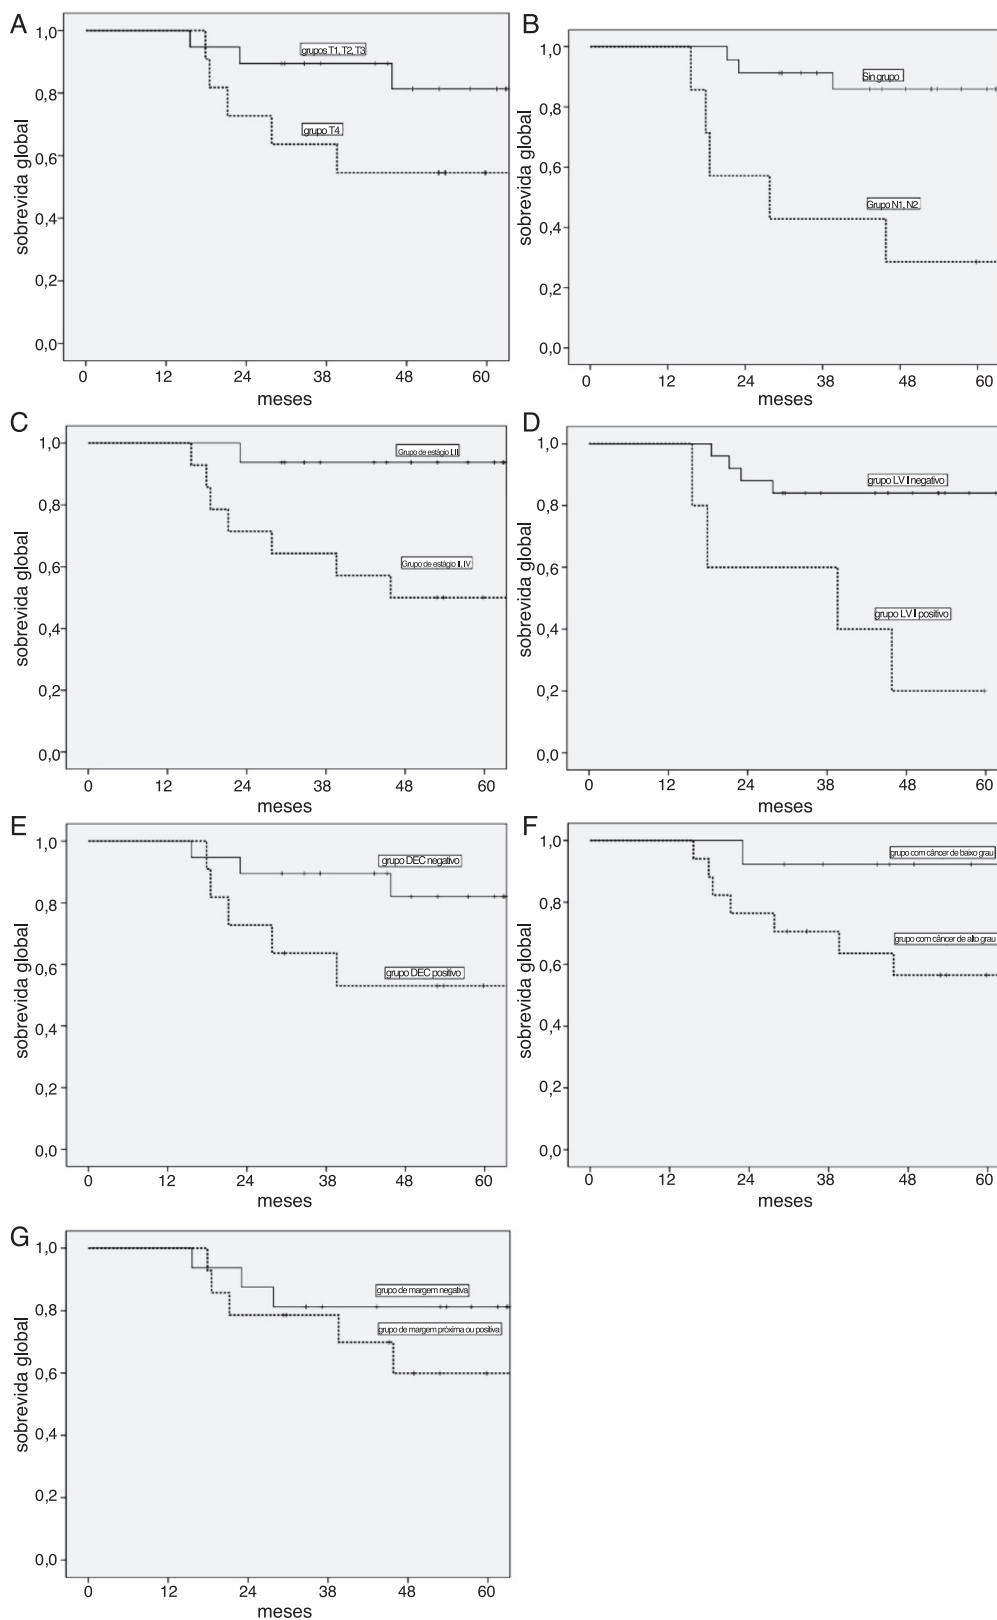 A
sobrevida global
1,0
0,8
0,6
0,4
0,2
0,0
grupos T1, T2, T3
grupo T4
0 12 24 38 48 60
meses
B
sobrevida global
1,0
0,8
0,6
0,4
0,2
0,0
Sin grupo
Grupo N1, N2
0 12 24 38 48 60
meses
C
sobrevida global
1,0
0,8
0,6
0,4
0,2
0,0
Grupo de estágio I,II
Grupo de estágio II, IV
0 12 24 38 48 60
meses
D
sobrevida global
1,0
0,8
0,6
0,4
0,2
0,0
grupo LV I negativo
grupo LV I positivo
0 12 24 38 48 60
meses
E
sobrevida global
1,0
0,8
0,6
0,4
0,2
0,0
grupo DEC negativo
grupo DEC positivo
0 12 24 38 48 60
meses
F
sobrevida global
1,0
0,8
0,6
0,4
0,2
0,0
grupo com câncer de baixo grau
grupo com câncer de alto grau
0 12 24 38 48 60
meses
G
sobrevida global
1,0
0,8
0,6
0,4
0,2
0,0
grupo de margem negativa
grupo de margem próxima ou positiva
0 12 24 38 48 60
meses